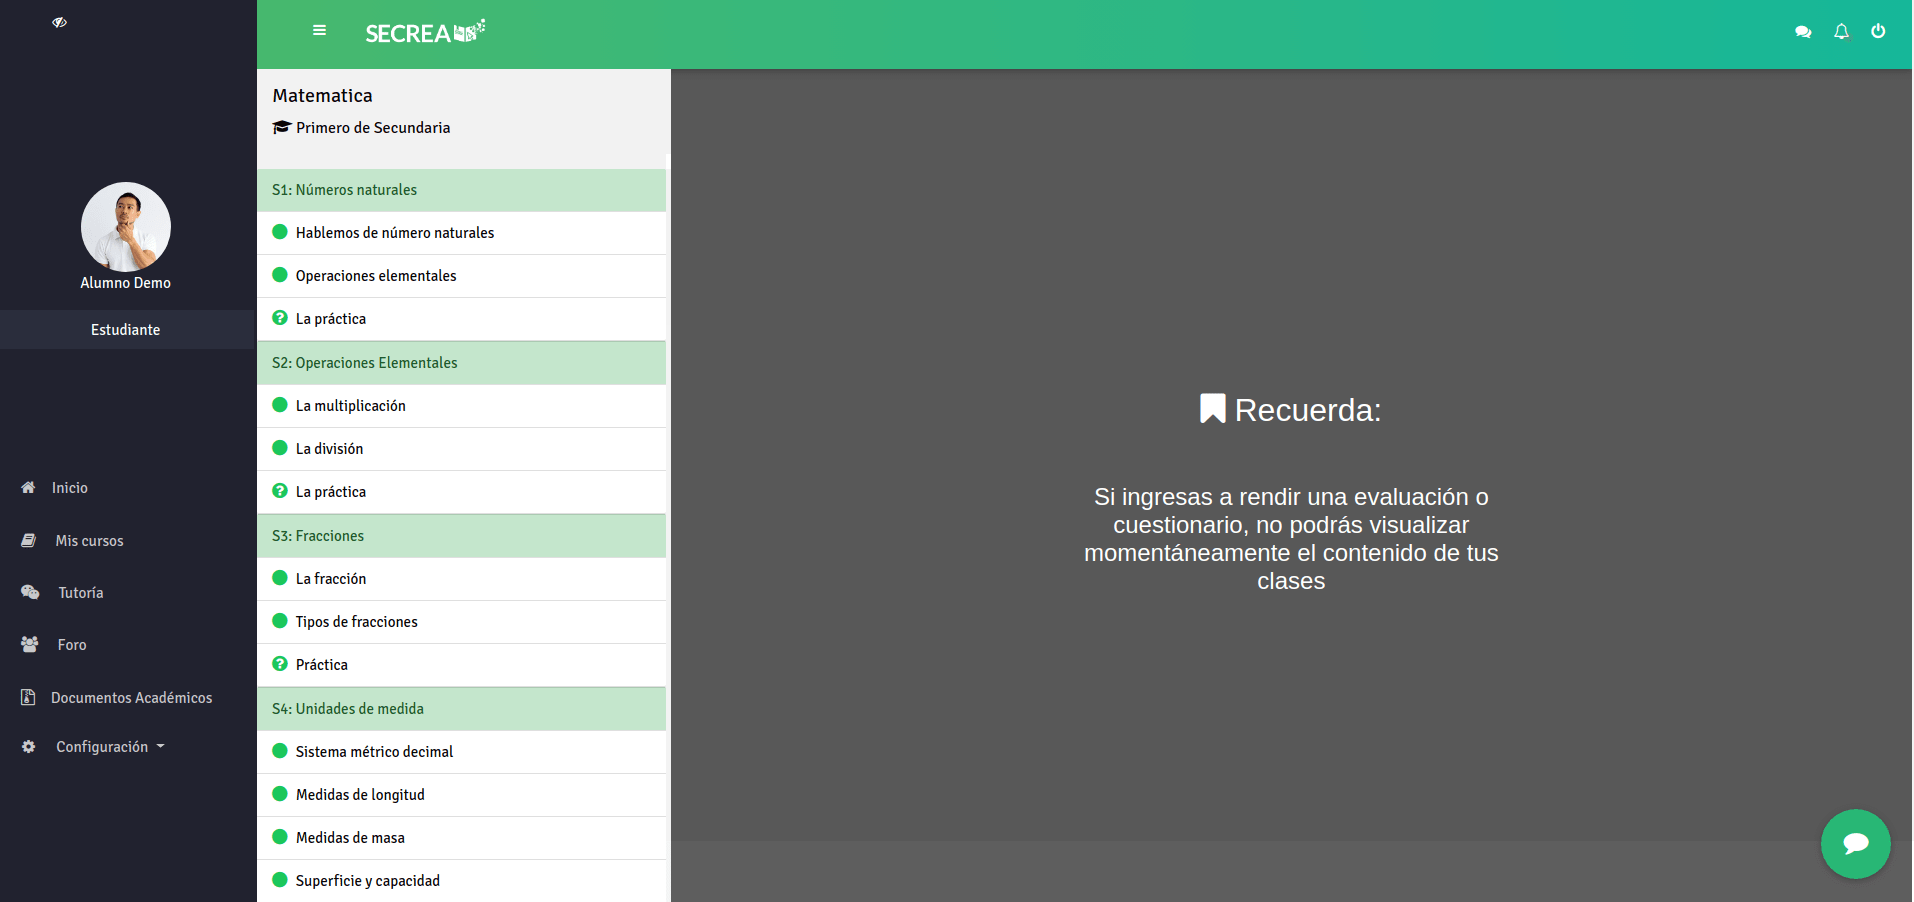 SECREA
Alumno Demo
Estudiante
Inicio
Mis cursos
Tutoría
Foro
Documentos Académicos
Configuración
Matematica
Primero de Secundaria
S1: Números naturales
Hablemos de número naturales
Operaciones elementales
La práctica
S2: Operaciones Elementales
La multiplicación
La división
La práctica
S3: Fracciones
La fracción
Tipos de fracciones
Práctica
S4: Unidades de medida
Sistema métrico decimal
Medidas de longitud
Medidas de masa
Superficie y capacidad
Recuerda:
Si ingresas a rendir una evaluación o
cuestionario, no podrás visualizar
momentáneamente el contenido de tus
clases